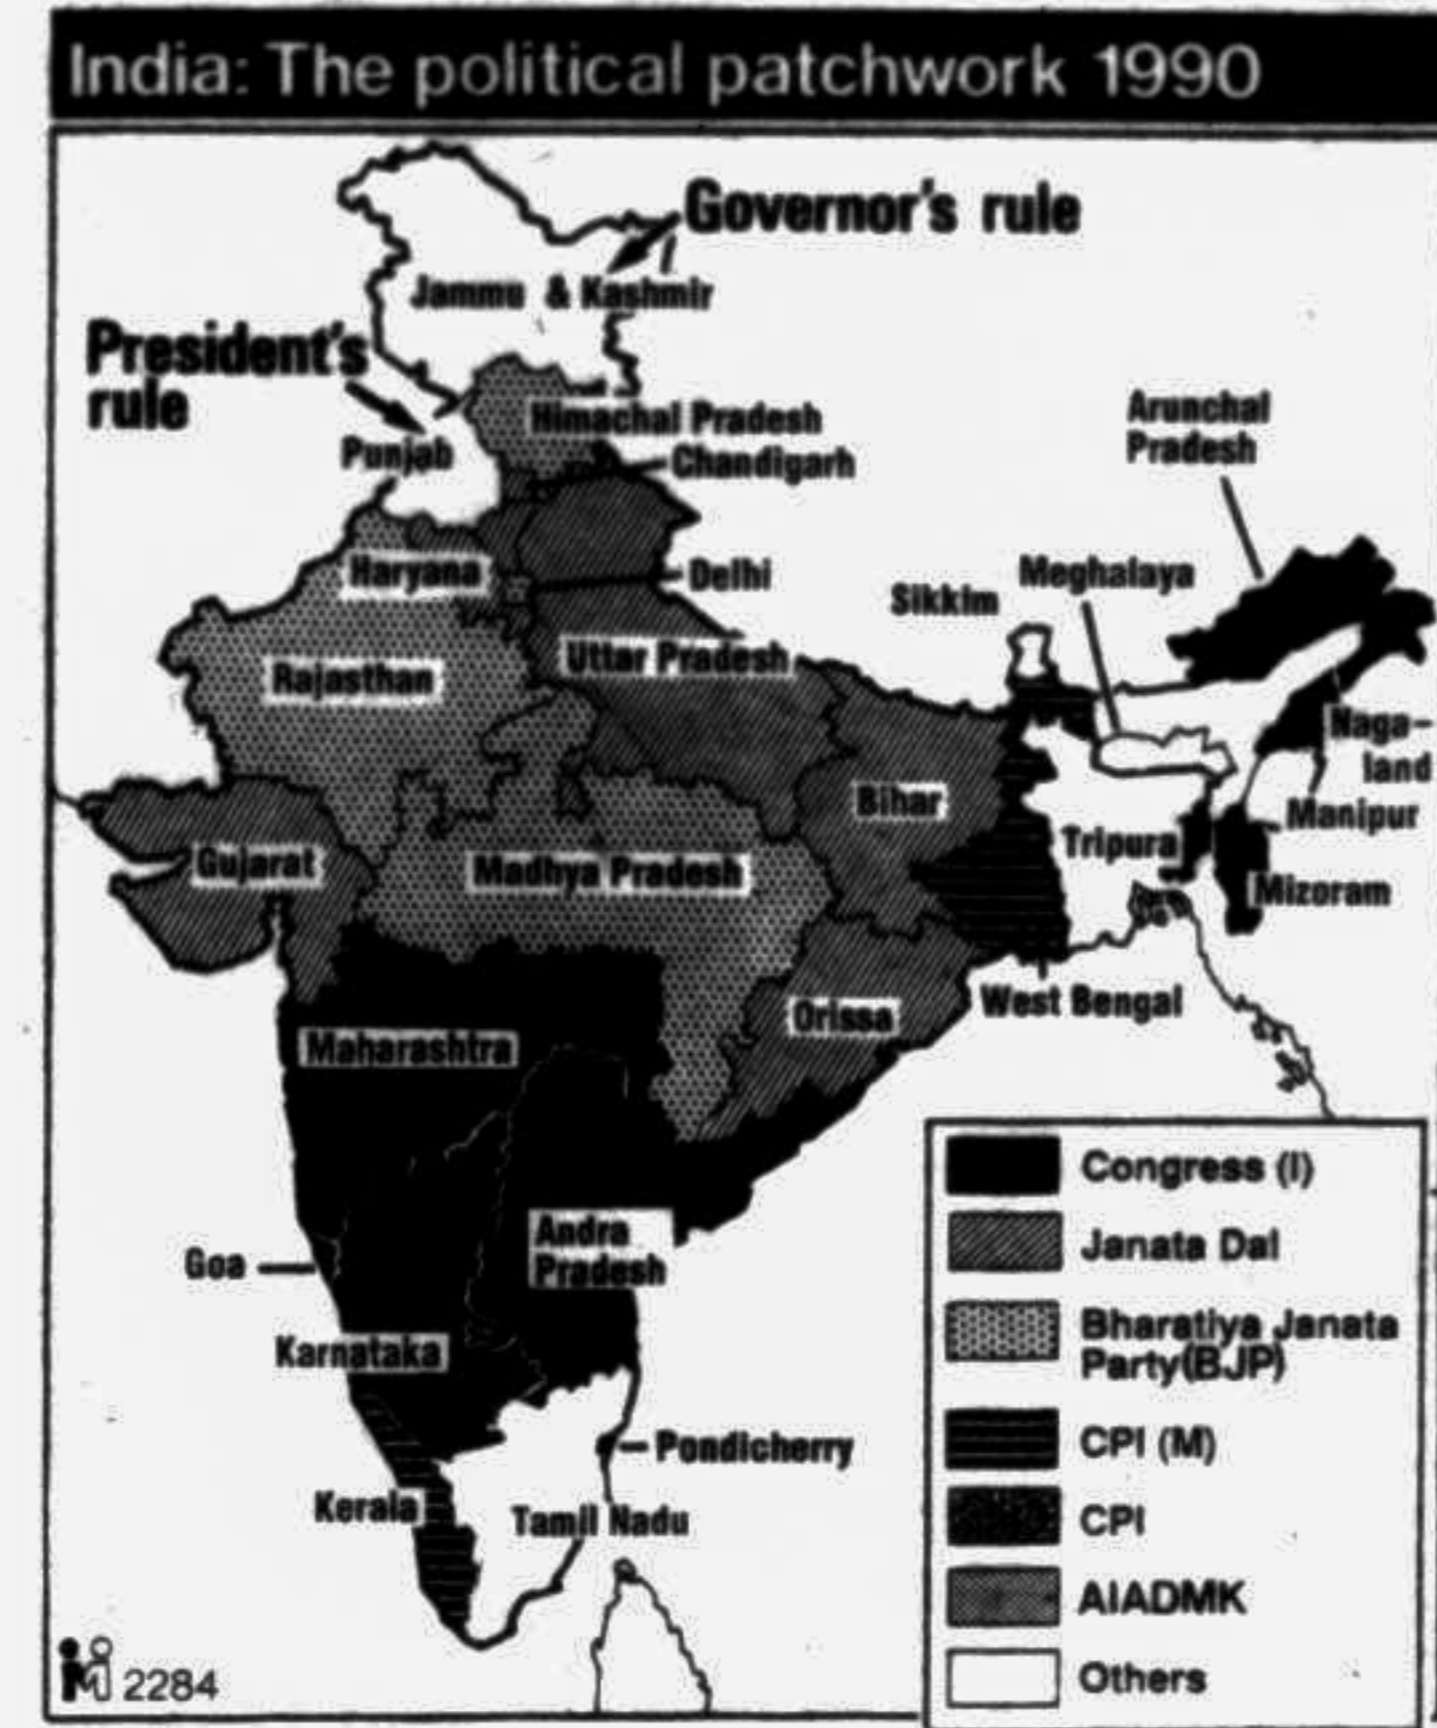 India: The political patchwork 1990
Governor's rule
Jammu & Kashmir
President's
rule
Himachal Pradesh
Punjab
Chandigarh
Arunchal
Pradesh
Haryana
Delhi
Meghalaya
Sikkim
Uttar Pradesh
Rajasthan
Naga-
land
Bihar
Manipur
Tripura
Gujarat
Madhya Pradesh
Mizoram
West Bengal
Orissa
Maharashtra
Andra
Pradesh
Goa
Karnataka
Pondicherry
Kerala
Tamil Nadu
Congress (I)
Janata Dal
Bharatiya Janata
Party(BJP)
CPI (M)
CPI
AIADMK
Others
2284